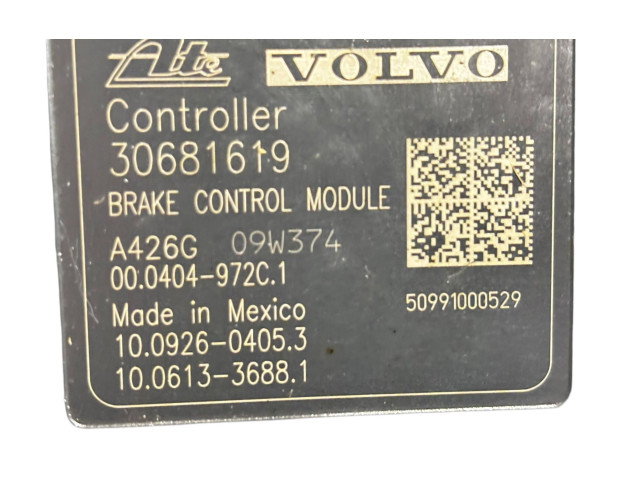 Ate VOLVO
Controller
30681619
BRAKE CONTROL MODULE
A426G 09W374
00.0404-972C.1
50991000529
Made in Mexico
10.0926-0405.3
10.0613-3688.1